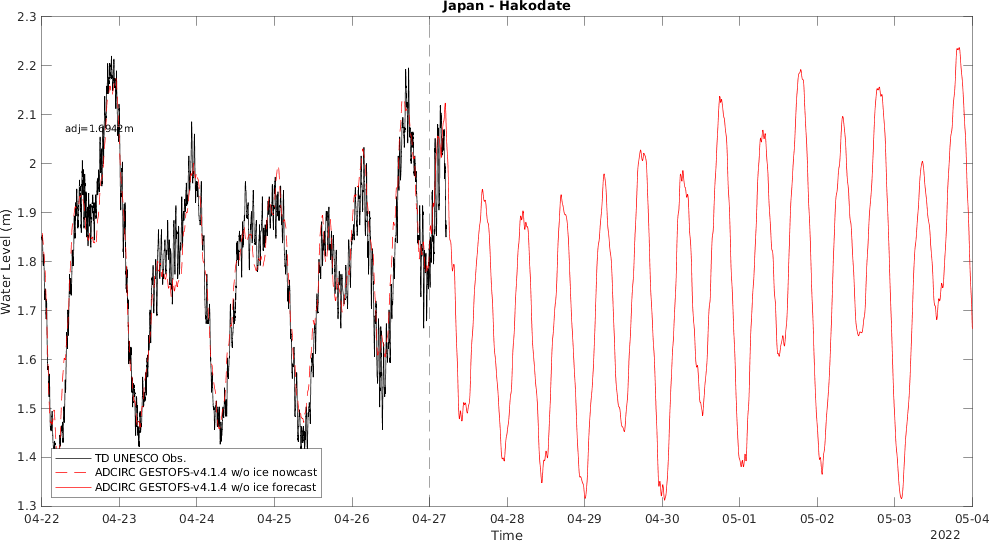 Japan - Hakodate
2.3
2.2
2.1
2
1.9
1.8
1.7
1.6
1.5
1.4
1.3
Water Level (m)
adj=1.6942m
TD UNESCO Obs.
ADCIRC GESTOFS-v4.1.4 w/o ice nowcast
ADCIRC GESTOFS-v4.1.4 w/o ice forecast
04-22 04-23 04-24 04-25 04-26 04-27 04-28 04-29 04-30 05-01 05-02 05-03 05-04
Time
2022